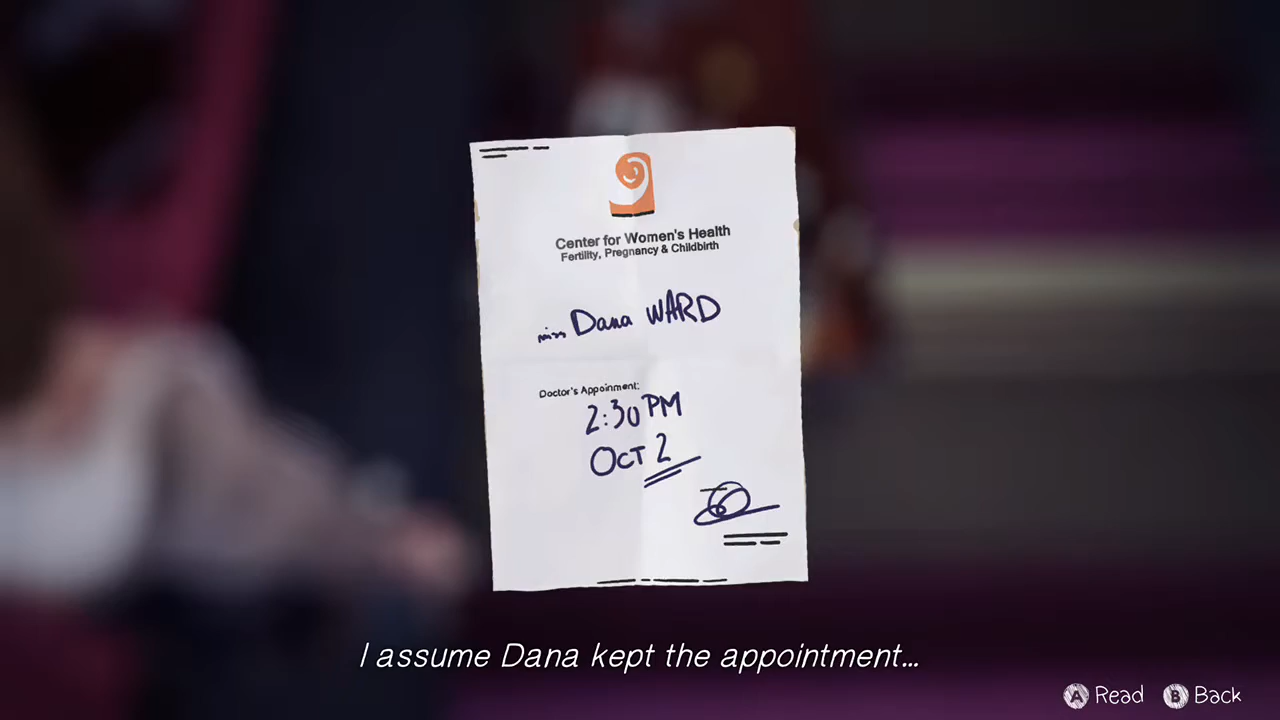 Center for Women's Health
Fertility, Pregnancy & Childbirth
miss Dana WARD
Doctor's Appointment:
2:30 PM
OCT 2
I assume Dana kept the appointment...
A Read B Back